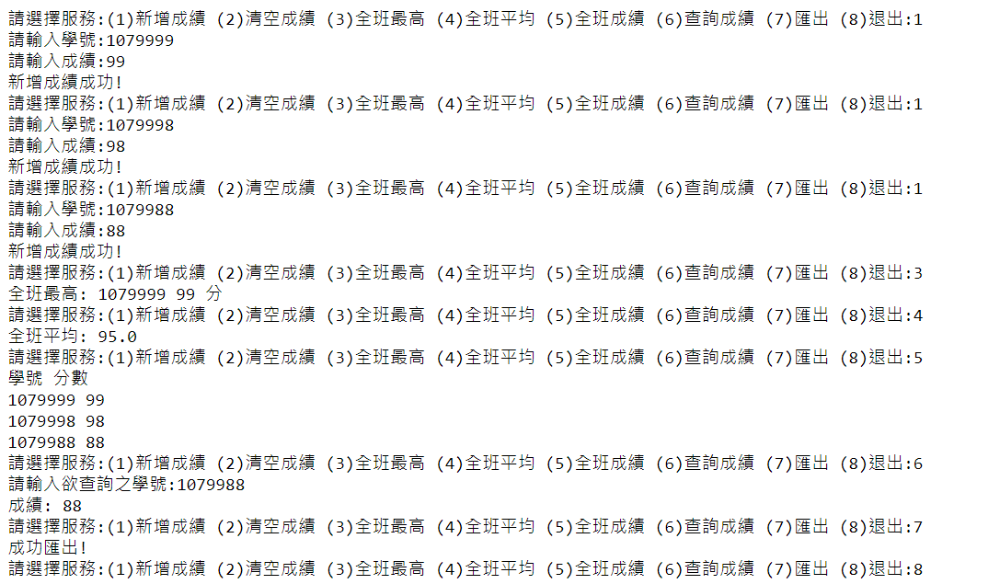 請選擇服務:(1)新增成績 (2)清空成績 (3)全班最高 (4)全班平均 (5)全班成績 (6)查詢成績 (7)匯出 (8)退出:1
請輸入學號:1079999
請輸入成績:99
新增成績成功!
請選擇服務:(1)新增成績 (2)清空成績 (3)全班最高 (4)全班平均 (5)全班成績 (6)查詢成績 (7)匯出 (8)退出:1
請輸入學號:1079998
請輸入成績:98
新增成績成功!
請選擇服務:(1)新增成績 (2)清空成績 (3)全班最高 (4)全班平均 (5)全班成績 (6)查詢成績 (7)匯出 (8)退出:1
請輸入學號:1079988
請輸入成績:88
新增成績成功!
請選擇服務:(1)新增成績 (2)清空成績 (3)全班最高 (4)全班平均 (5)全班成績 (6)查詢成績 (7)匯出 (8)退出:3
全班最高: 1079999 99 分
請選擇服務:(1)新增成績 (2)清空成績 (3)全班最高 (4)全班平均 (5)全班成績 (6)查詢成績 (7)匯出 (8)退出:4
全班平均: 95.0
請選擇服務:(1)新增成績 (2)清空成績 (3)全班最高 (4)全班平均 (5)全班成績 (6)查詢成績 (7)匯出 (8)退出:5
學號 分數
1079999 99
1079998 98
1079988 88
請選擇服務:(1)新增成績 (2)清空成績 (3)全班最高 (4)全班平均 (5)全班成績 (6)查詢成績 (7)匯出 (8)退出:6
請輸入欲查詢之學號:1079988
成績: 88
請選擇服務:(1)新增成績 (2)清空成績 (3)全班最高 (4)全班平均 (5)全班成績 (6)查詢成績 (7)匯出 (8)退出:7
成功匯出!
請選擇服務:(1)新增成績 (2)清空成績 (3)全班最高 (4)全班平均 (5)全班成績 (6)查詢成績 (7)匯出 (8)退出:8